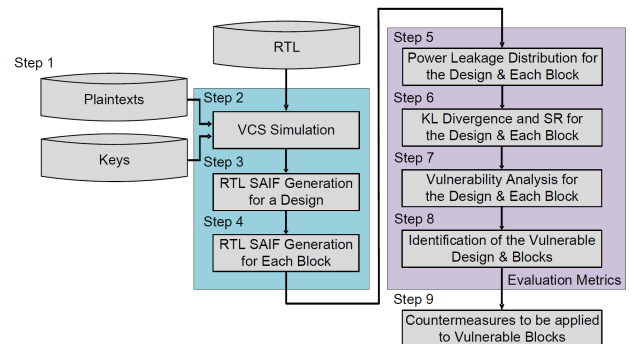 Step 1
Plaintexts
Keys
RTL
Step 2
VCS Simulation
Step 3
RTL SAIF Generation
for a Design
Step 4
RTL SAIF Generation
for Each Block
Step 5
Power Leakage Distribution for
the Design & Each Block
Step 6
KL Divergence and SR for
the Design & Each Block
Step 7
Vulnerability Analysis for
the Design & Each Block
Step 8
Identification of the Vulnerable
Design & Blocks
Evaluation Metrics
Step 9
Countermeasures to be applied
to Vulnerable Blocks